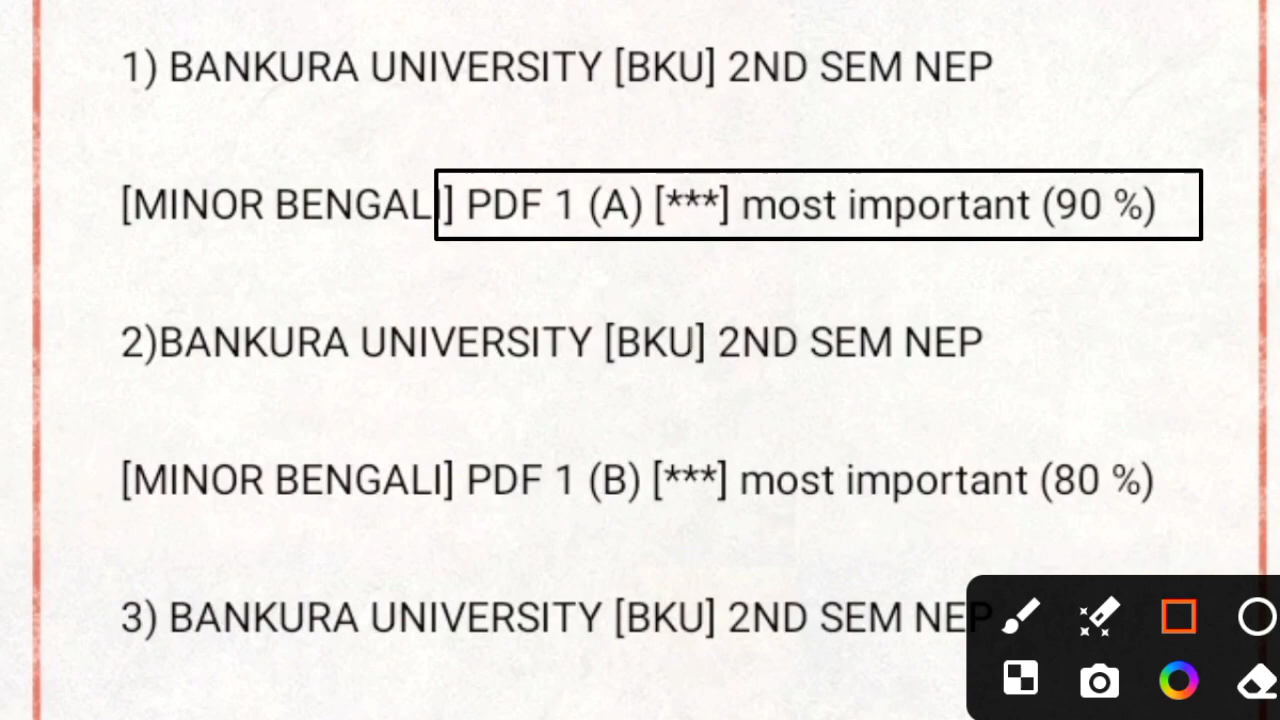 1) BANKURA UNIVERSITY [BKU] 2ND SEM NEP
[MINOR BENGALI] PDF 1 (A) [***] most important (90 %)
2)BANKURA UNIVERSITY [BKU] 2ND SEM NEP
[MINOR BENGALI] PDF 1 (B) [***] most important (80 %)
3) BANKURA UNIVERSITY [BKU] 2ND SEM NEP